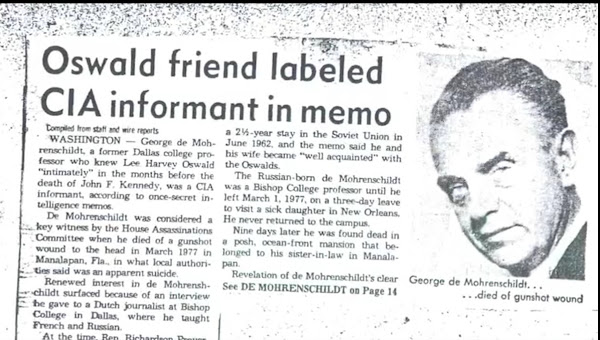 Oswald friend labeled
CIA informant in memo
Compiled from staff and wire reports
WASHINGTON — George de Moh-
renschildt, a former Dallas college pro-
fessor who knew Lee Harvey Oswald
"intimately" in the months before the
death of John F. Kennedy, was a CIA
informant, according to once-secret in-
telligence memos.
De Mohrenschildt was considered a
key witness by the House Assassinations
Committee when he died of a gunshot
wound to the head in March 1977 in
Manalapan, Fla., in what local authori-
ties said was an apparent suicide.
Renewed interest in de Mohrensh-
childt surfaced because of an interview
he gave to a Dutch journalist at Bishop
College in Dallas, where he taught
French and Russian.
At the time, Rep. Richardson
a 2½-year stay in the Soviet Union in
June 1962, and the memo said he and
his wife became "well acquainted" with
the Oswalds.
The Russian-born de Mohrenschildt
was a Bishop College professor until he
left March 1, 1977, on a three-day leave
to visit a sick daughter in New Orleans.
He never returned to the campus.
Nine days later he was found dead in
a posh, ocean-front mansion that be-
longed to his sister-in-law in Manala-
pan.
Revelation of de Mohrenschildt's clear
See DE MOHRENSCHILDT on Page 14
George de Mohrenschildt. . .
. . .died of gunshot wound